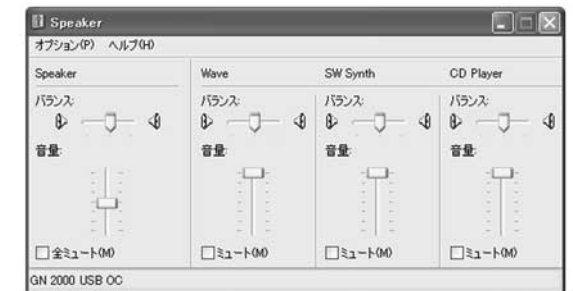 Speaker
オプション(P) ヘルプ(H)
Speaker Wave SW Synth CD Player
バランス: バランス: バランス: バランス:
音量: 音量: 音量: 音量:
全ミュート(M) ミュート(M) ミュート(M) ミュート(M)
GN 2000 USB OC